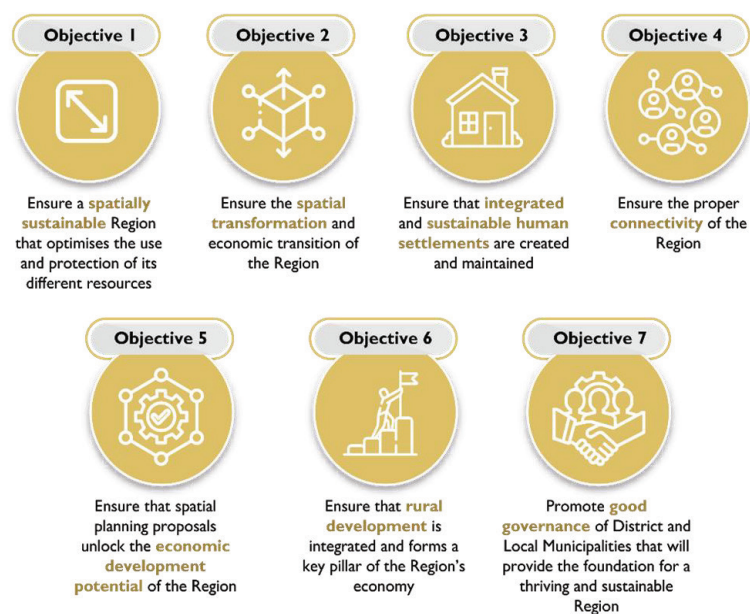 Objective 1
Ensure a spatially
sustainable Region
that optimises the use
and protection of its
different resources
Objective 2
Ensure the spatial
transformation and
economic transition of
the Region
Objective 3
Ensure that integrated
and sustainable human
settlements are created
and maintained
Objective 4
Ensure the proper
connectivity of the
Region
Objective 5
Ensure that spatial
planning proposals
unlock the economic
development
potential of the Region
Objective 6
Ensure that rural
development is
integrated and forms a
key pillar of the Region's
economy
Objective 7
Promote good
governance of District and
Local Municipalities that will
provide the foundation for a
thriving and sustainable
Region